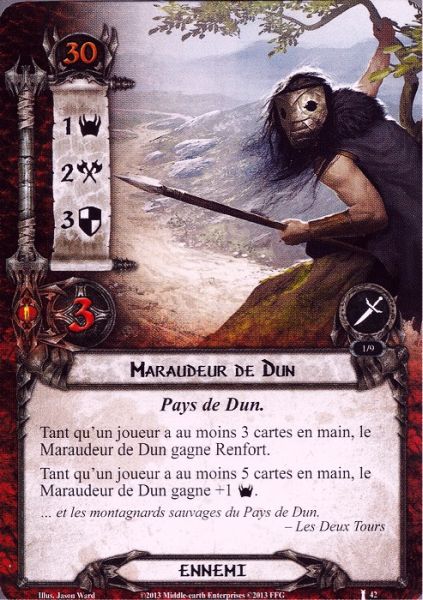 30
1
2
3
3
1/9
Maraudeur de Dun
Pays de Dun.
Tant qu'un joueur a au moins 3 cartes en main, le
Maraudeur de Dun gagne Renfort.
Tant qu'un joueur a au moins 5 cartes en main, le
Maraudeur de Dun gagne +1 .
… et les montagnards sauvages du Pays de Dun.
– Les Deux Tours
ENNEMI
Illus. Jason Ward ©2013 Middle-earth Enterprises ©2013 FFG 42